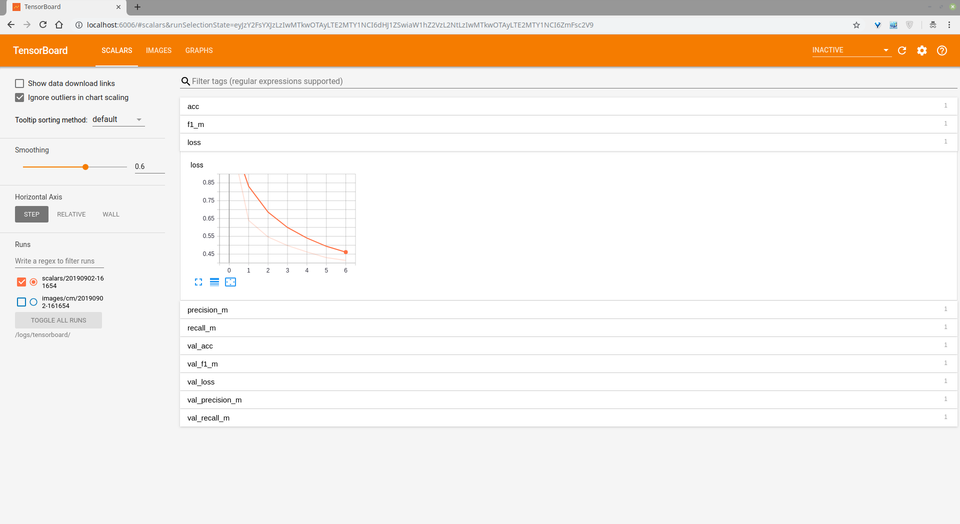 TensorBoard
localhost:6006/#scalars&runSelectionState=eyJzY2FsYXJzLzIwMTkwOTAyLTE2MTY1NCI6dHJ1ZSwiaW1hZ2VzL2NtLzIwMTkwOTAyLTE2MTY1NCI6ZmFsc2V9
TensorBoard
SCALARS IMAGES GRAPHS
INACTIVE
Show data download links
Ignore outliers in chart scaling
Tooltip sorting method: default
Smoothing
0.6
Horizontal Axis
STEP RELATIVE WALL
Runs
Write a regex to filter runs
scalars/20190902-16
1654
images/cm/2019090
2-161654
TOGGLE ALL RUNS
/logs/tensorboard/
Filter tags (regular expressions supported)
acc 1
f1_m 1
loss 1
loss
0.85
0.75
0.65
0.55
0.45
0 1 2 3 4 5 6
precision_m 1
recall_m 1
val_acc 1
val_f1_m 1
val_loss 1
val_precision_m 1
val_recall_m 1